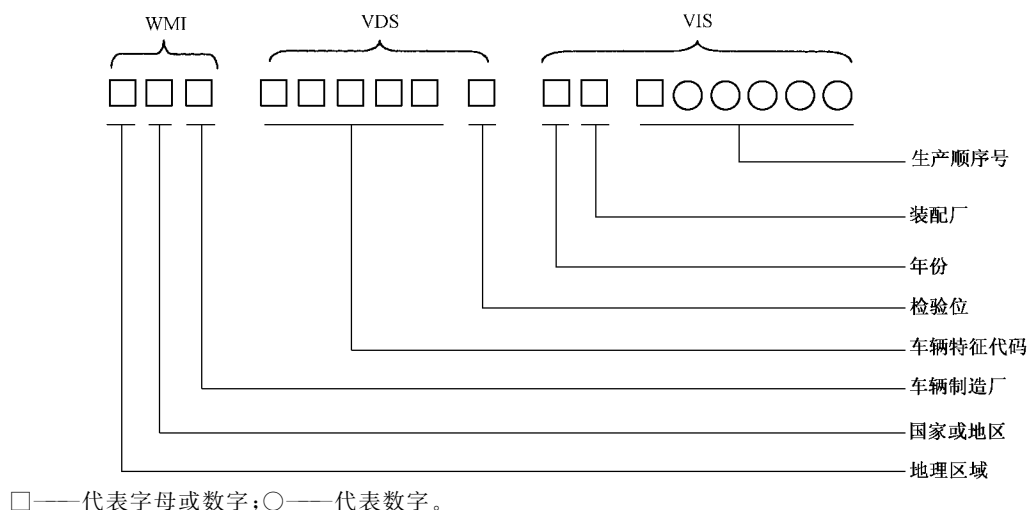 WMI VDS VIS
□□□ □□□□□ □ □□ □○○○○○
生产顺序号
装配厂
年份
检验位
车辆特征代码
车辆制造厂
国家或地区
地理区域
□——代表字母或数字;○——代表数字。